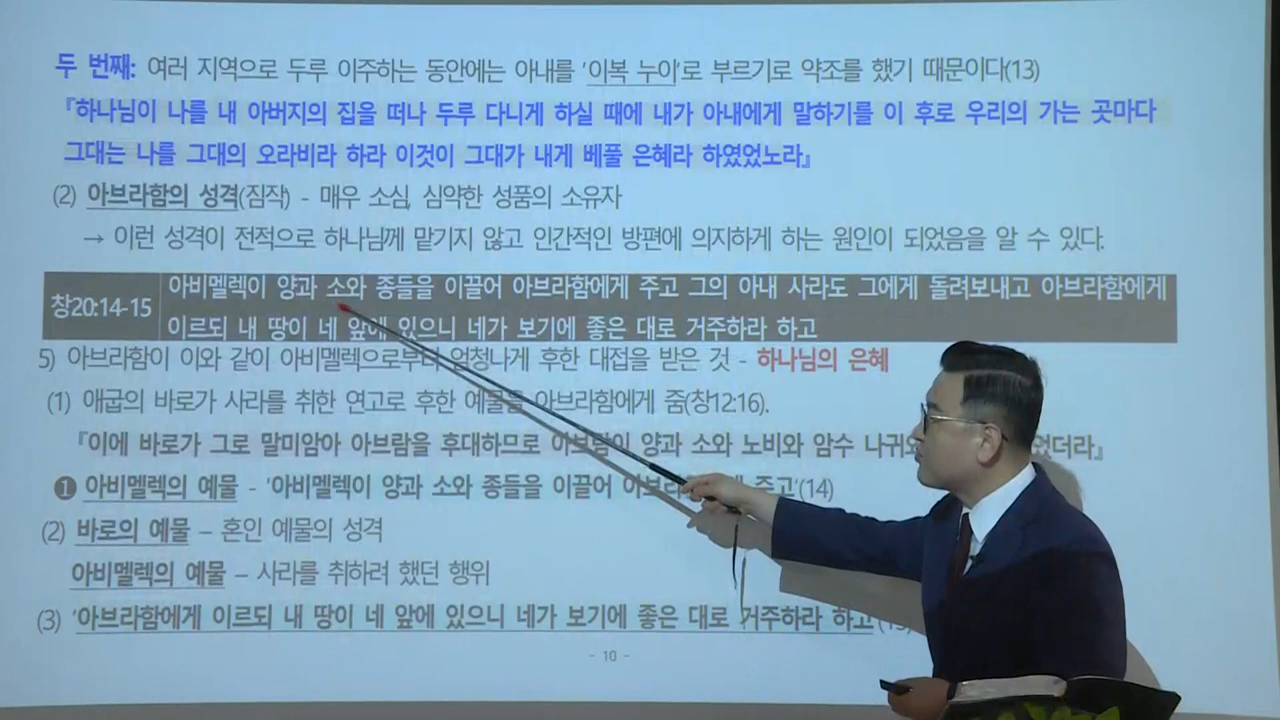 두 번째: 여러 지역으로 두루 이주하는 동안에는 아내를 '이복 누이'로 부르기로 약조를 했기 때문이다(13)
『하나님이 나를 내 아버지의 집을 떠나 두루 다니게 하실 때에 내가 아내에게 말하기를 이 후로 우리의 가는 곳마다
그대는 나를 그대의 오라비라 하라 이것이 그대가 내게 베풀 은혜라 하였었노라』
(2) 아브라함의 성격(짐작) - 매우 소심, 심약한 성품의 소유자
→ 이런 성격이 전적으로 하나님께 맡기지 않고 인간적인 방편에 의지하게 하는 원인이 되었음을 알 수 있다.
창20:14-15
아비멜렉이 양과 소와 종들을 이끌어 아브라함에게 주고 그의 아내 사라도 그에게 돌려보내고 아브라함에게
이르되 내 땅이 네 앞에 있으니 네가 보기에 좋은 대로 거주하라 하고
5) 아브라함이 이와 같이 아비멜렉으로부터 엄청나게 후한 대접을 받은 것 - 하나님의 은혜
(1) 애굽의 바로가 사라를 취한 연고로 후한 예물을 아브라함에게 줌(창12:16).
『이에 바로가 그로 말미암아 아브람을 후대하므로 아브람이 양과 소와 노비와 암수 나귀와
❶ 아비멜렉의 예물 - '아비멜렉이 양과 소와 종들을 이끌어 주고'(14)
(2) 바로의 예물 – 혼인 예물의 성격
아비멜렉의 예물 – 사라를 취하려 했던 행위
(3) '아브라함에게 이르되 내 땅이 네 앞에 있으니 네가 보기에 좋은 대로 거주하라 하고
- 10 -